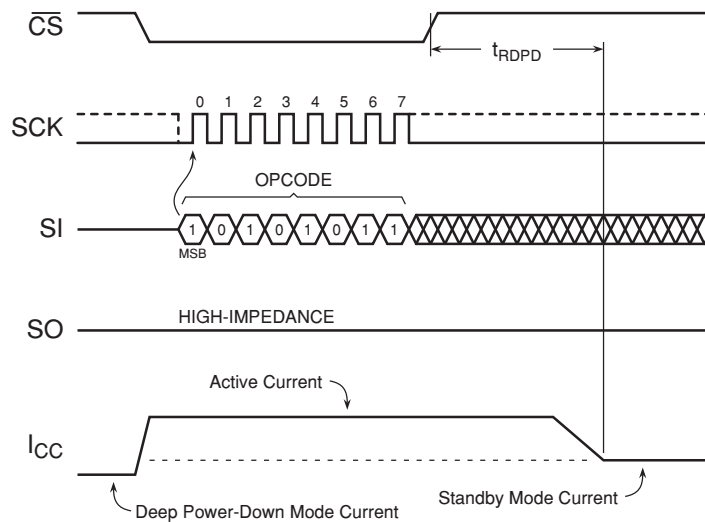 CS
tRDPD
0 1 2 3 4 5 6 7
SCK
OPCODE
SI
1 0 1 0 1 0 1 1
MSB
HIGH-IMPEDANCE
SO
Active Current
ICC
Deep Power-Down Mode Current
Standby Mode Current